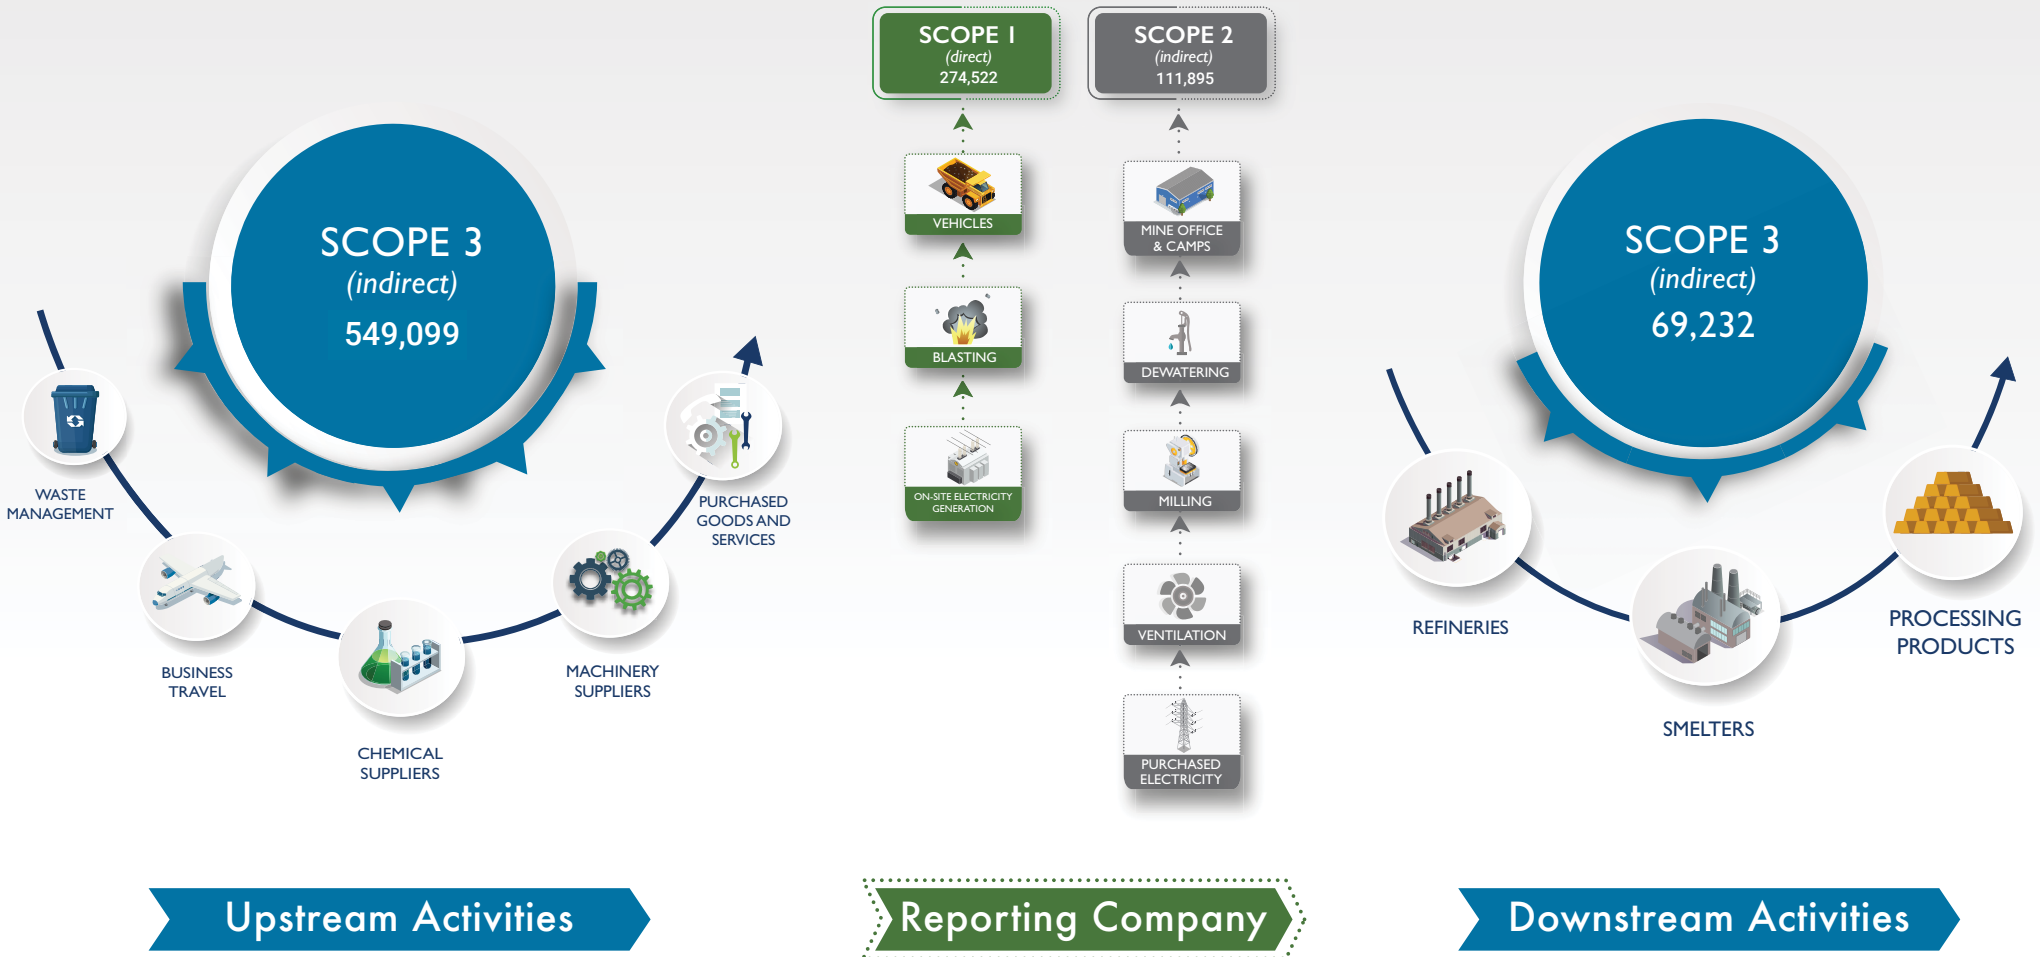 SCOPE 3
(indirect)
549,099
WASTE
MANAGEMENT
BUSINESS
TRAVEL
CHEMICAL
SUPPLIERS
MACHINERY
SUPPLIERS
PURCHASED
GOODS AND
SERVICES
Upstream Activities
SCOPE 1
(direct)
274,522
VEHICLES
BLASTING
ON-SITE ELECTRICITY
GENERATION
SCOPE 2
(indirect)
111,895
MINE OFFICE
& CAMPS
DEWATERING
MILLING
VENTILATION
PURCHASED
ELECTRICITY
Reporting Company
SCOPE 3
(indirect)
69,232
REFINERIES
SMELTERS
PROCESSING
PRODUCTS
Downstream Activities